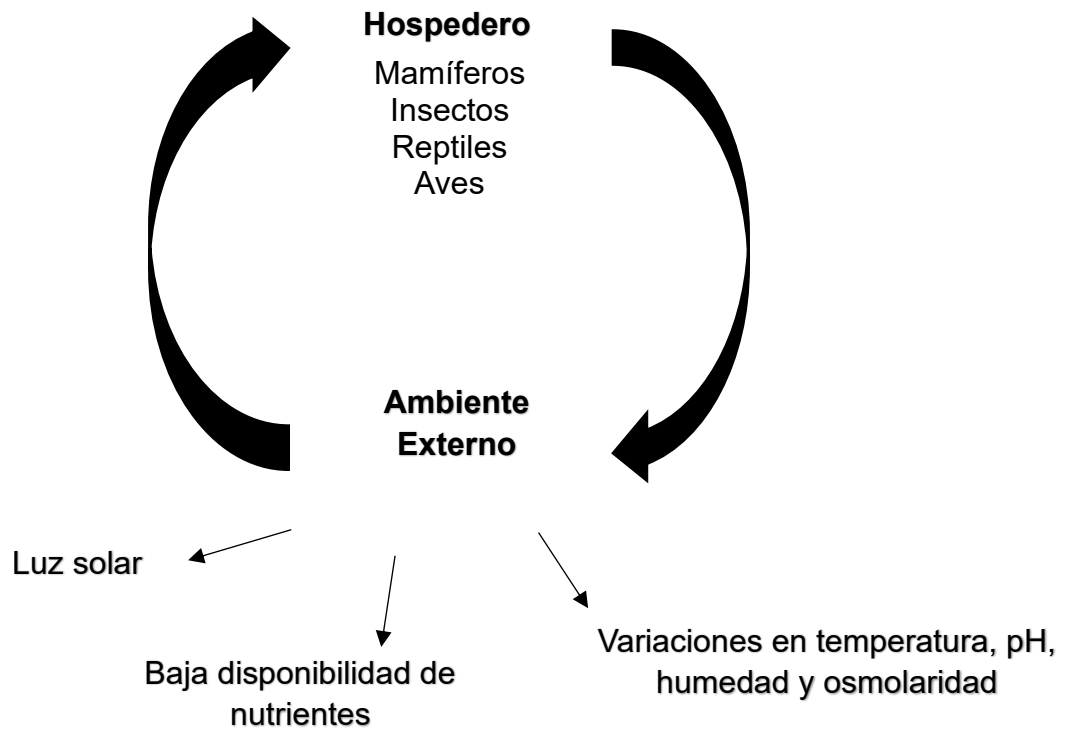 Hospedero
Mamíferos
Insectos
Reptiles
Aves
Ambiente
Externo
Luz solar
Baja disponibilidad de
nutrientes
Variaciones en temperatura, pH,
humedad y osmolaridad